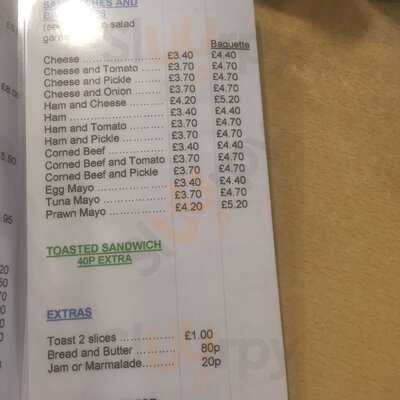 SANDWICHES AND
salad
Baguette
Cheese ................. £3.40 £4.40
Cheese and Tomato ...... £3.70 £4.70
Cheese and Pickle ...... £3.70 £4.70
Cheese and Onion ......... £3.70 £4.70
Ham and Cheese ............ £4.20 £5.20
Ham ......................... £3.40 £4.40
Ham and Tomato ............ £3.70 £4.70
Ham and Pickle ............... £3.70 £4.70
Corned Beef .................. £3.40 £4.40
Corned Beef and Tomato £3.70 £4.70
Corned Beef and Pickle £3.70 £4.70
Egg Mayo ..................... £3.40 £4.40
Tuna Mayo ..................... £3.70 £4.70
Prawn Mayo .................. £4.20 £5.20
TOASTED SANDWICH
40P EXTRA
EXTRAS
Toast 2 slices ............ £1.00
Bread and Butter ............ 80p
Jam or Marmalade........ 20p